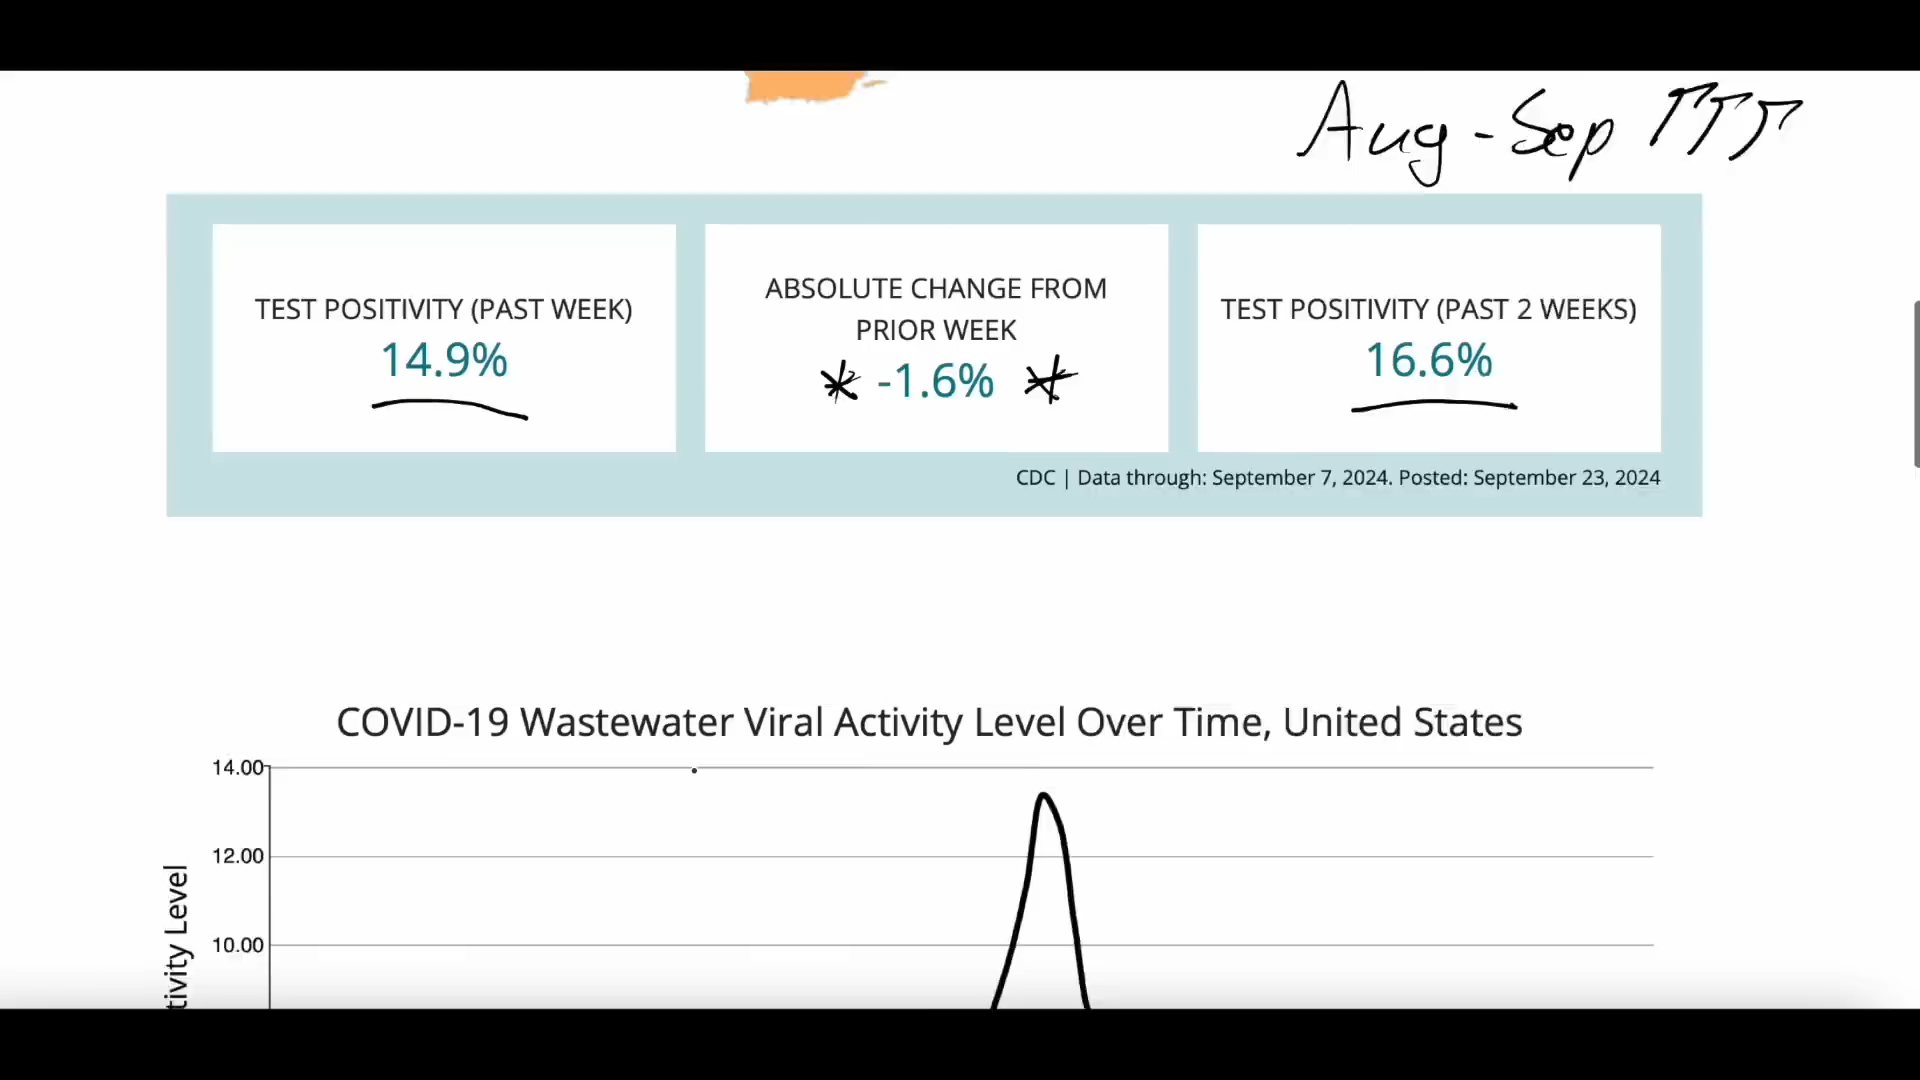 Aug - Sep ↑↑↑
TEST POSITIVITY (PAST WEEK)
14.9%
ABSOLUTE CHANGE FROM
PRIOR WEEK
* -1.6% *
TEST POSITIVITY (PAST 2 WEEKS)
16.6%
CDC | Data through: September 7, 2024. Posted: September 23, 2024
COVID-19 Wastewater Viral Activity Level Over Time, United States
14.00
12.00
10.00
tivity Level